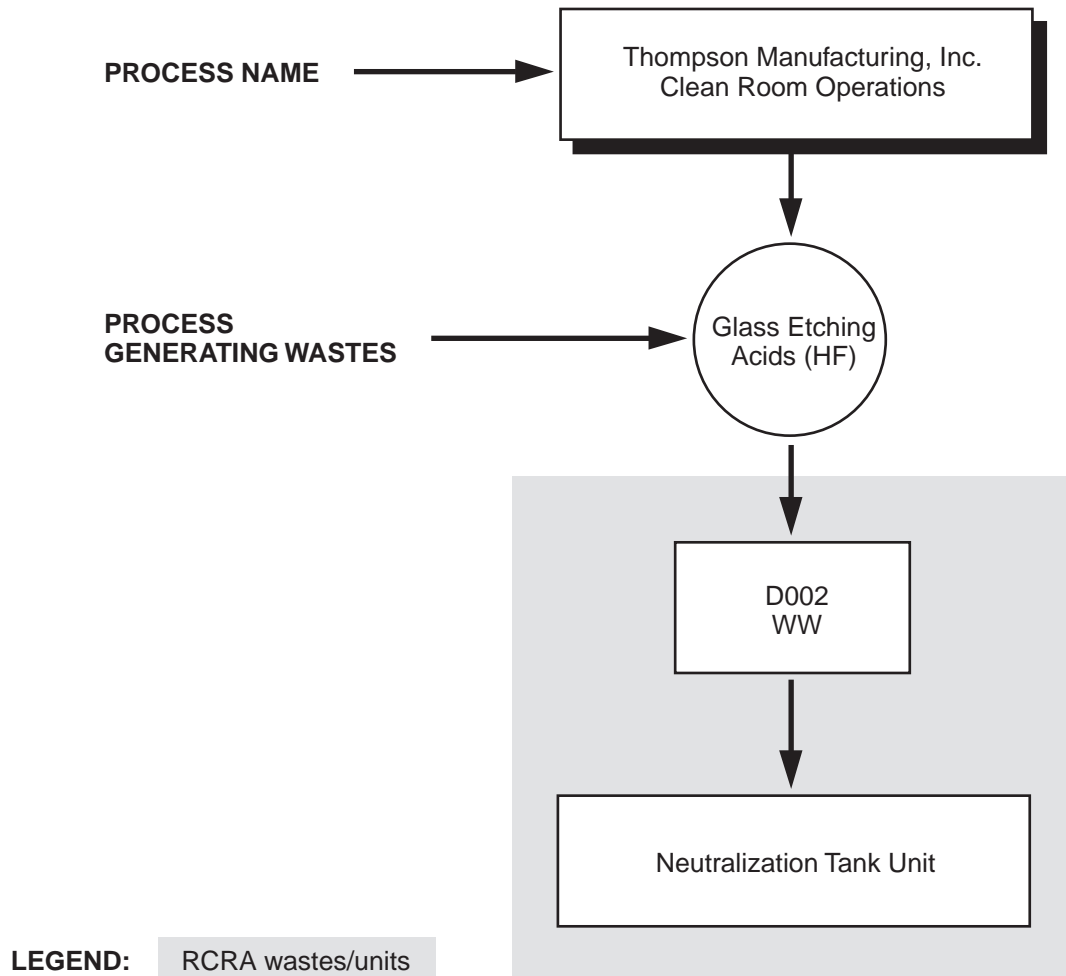 PROCESS NAME
Thompson Manufacturing, Inc.
Clean Room Operations
PROCESS
GENERATING WASTES
Glass Etching
Acids (HF)
D002
WW
Neutralization Tank Unit
LEGEND:
RCRA wastes/units